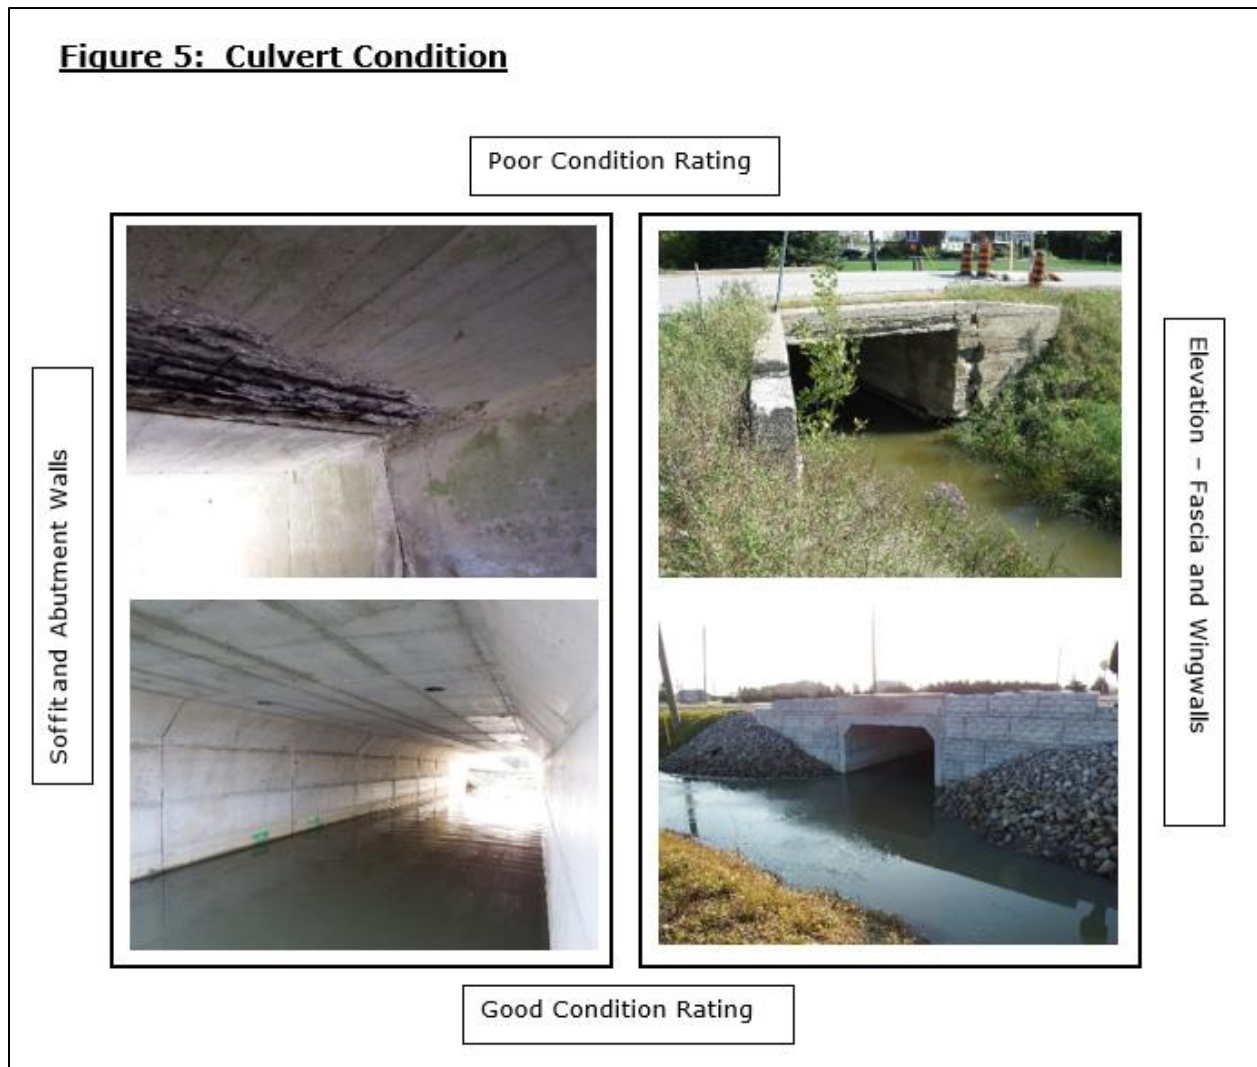 Figure 5: Culvert Condition
Poor Condition Rating
Soffit and Abutment Walls
Elevation – Fascia and Wingwalls
Good Condition Rating